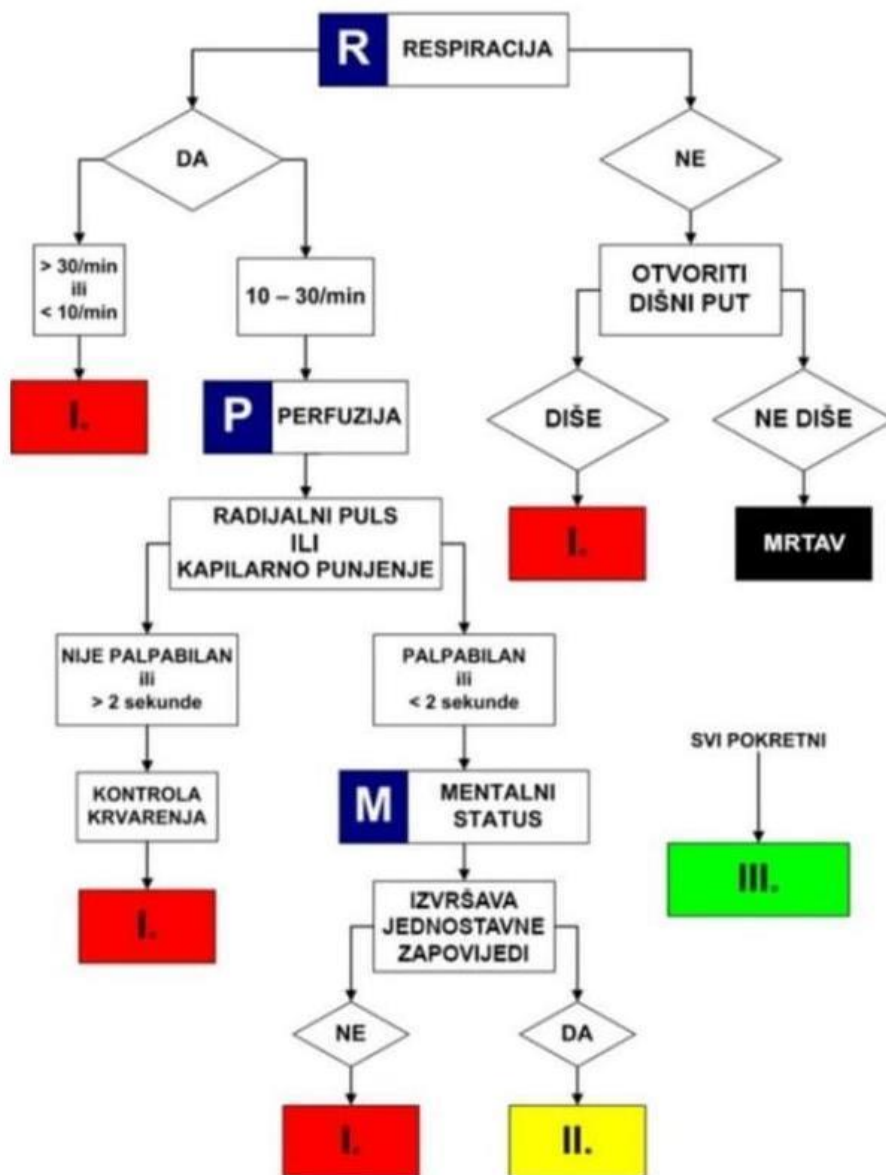 R RESPIRACIJA
DA
NE
> 30/min
ili
< 10/min
10 – 30/min
OTVORITI
DIŠNI PUT
I.
P PERFUZIJA
DIŠE
NE DIŠE
RADIJALNI PULS
ILI
KAPILARNO PUNJENJE
I.
MRTAV
NIJE PALPABILAN
ili
> 2 sekunde
PALPABILAN
ili
< 2 sekunde
SVI POKRETNI
KONTROLA
KRVARENJA
M MENTALNI
STATUS
III.
I.
IZVRŠAVA
JEDNOSTAVNE
ZAPOVIJEDI
NE
DA
I.
II.